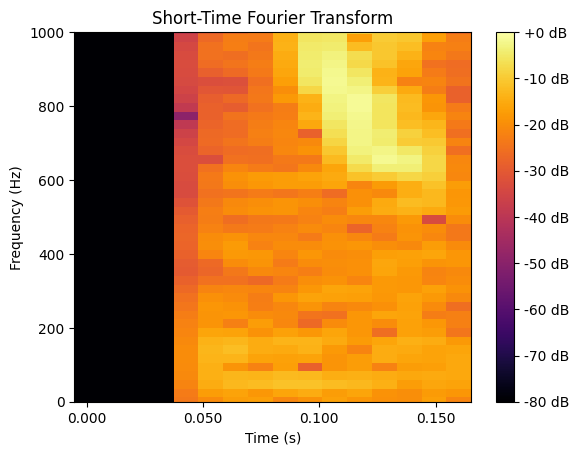 Short-Time Fourier Transform
1000
800
600
400
200
0
Frequency (Hz)
0.000
0.050
0.100
0.150
Time (s)
+0 dB
-10 dB
-20 dB
-30 dB
-40 dB
-50 dB
-60 dB
-70 dB
-80 dB